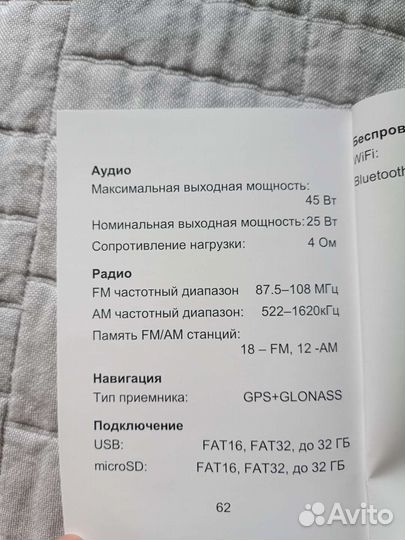 Аудио
Максимальная выходная мощность:
45 Вт
Номинальная выходная мощность: 25 Вт
Сопротивление нагрузки: 4 Ом
Радио
FM частотный диапазон 87.5–108 МГц
AM частотный диапазон: 522–1620кГц
Память FM/AM станций:
18 – FM, 12 -AM
Навигация
Тип приемника: GPS+GLONASS
Подключение
USB: FAT16, FAT32, до 32 ГБ
microSD: FAT16, FAT32, до 32 ГБ
62
Беспров
WiFi:
Bluetooth
Avito